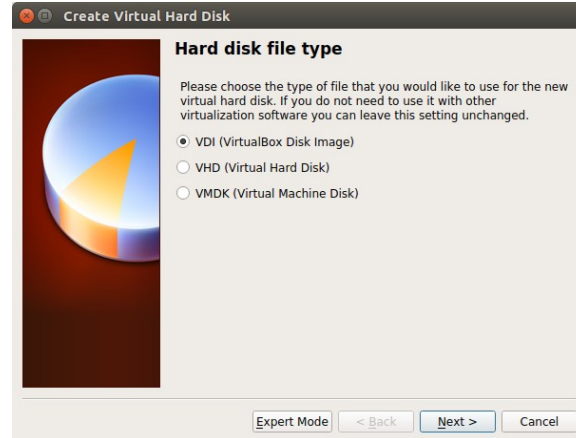 Create Virtual Hard Disk
Hard disk file type
Please choose the type of file that you would like to use for the new
virtual hard disk. If you do not need to use it with other
virtualization software you can leave this setting unchanged.
VDI (VirtualBox Disk Image)
VHD (Virtual Hard Disk)
VMDK (Virtual Machine Disk)
Expert Mode < Back Next > Cancel